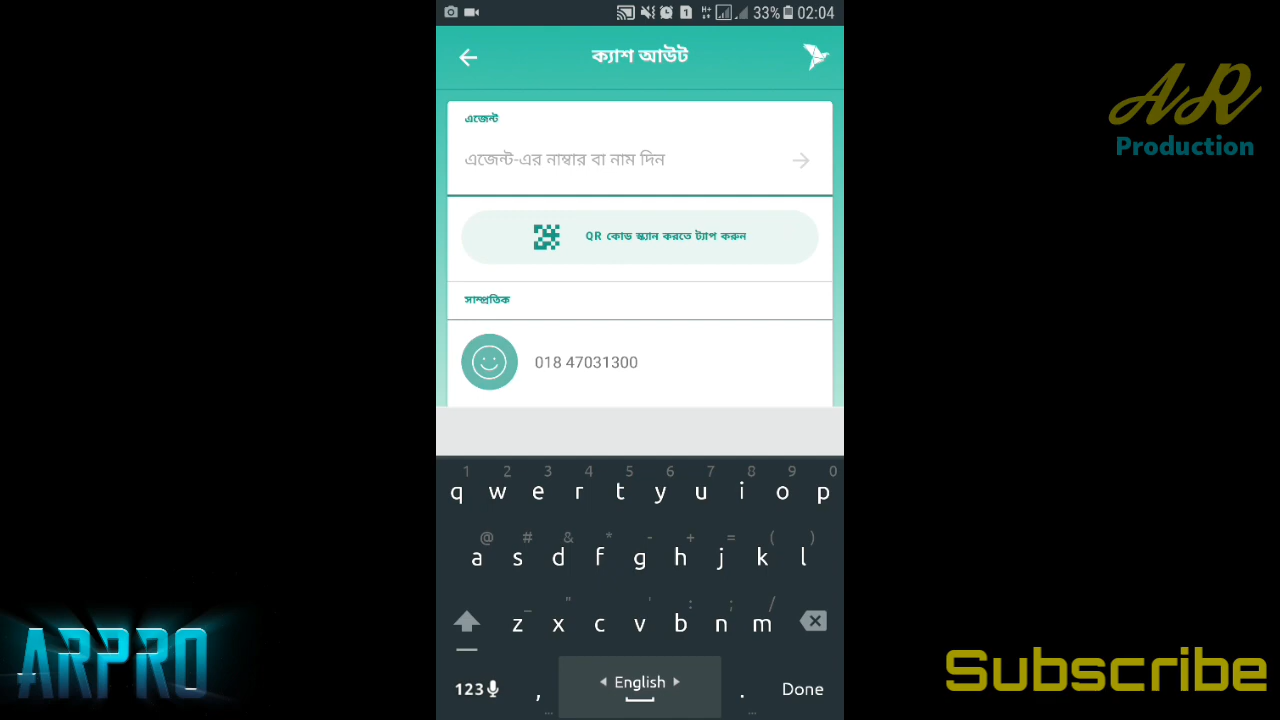 33% 02:04
ক্যাশ আউট
এজেন্ট
এজেন্ট-এর নাম্বার বা নাম দিন
QR কোড স্ক্যান করতে ট্যাপ করুন
সাম্প্রতিক
018 47031300
1 2 3 4 5 6 7 8 9 0
q w e r t y u i o p
@ # & * - + = ( )
a s d f g h j k l
_ " ' : ; /
z x c v b n m
123 , English . Done
AR
Production
ARPRO
Subscribe